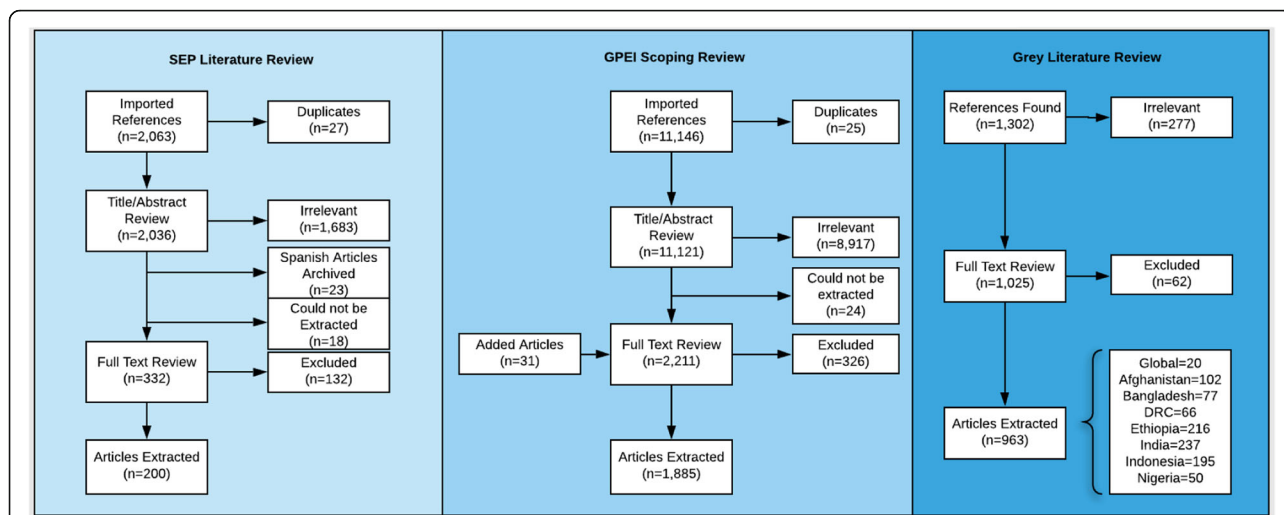 SEP Literature Review
Imported
References
(n=2,063)
Duplicates
(n=27)
Title/Abstract
Review
(n=2,036)
Irrelevant
(n=1,683)
Spanish Articles
Archived
(n=23)
Could not be
Extracted
(n=18)
Full Text Review
(n=332)
Excluded
(n=132)
Articles Extracted
(n=200)
GPEI Scoping Review
Imported
References
(n=11,146)
Duplicates
(n=25)
Title/Abstract
Review
(n=11,121)
Irrelevant
(n=8,917)
Could not be
extracted
(n=24)
Added Articles
(n=31)
Full Text Review
(n=2,211)
Excluded
(n=326)
Articles Extracted
(n=1,885)
Grey Literature Review
References Found
(n=1,302)
Irrelevant
(n=277)
Full Text Review
(n=1,025)
Excluded
(n=62)
Articles Extracted
(n=963)
Global=20
Afghanistan=102
Bangladesh=77
DRC=66
Ethiopia=216
India=237
Indonesia=195
Nigeria=50